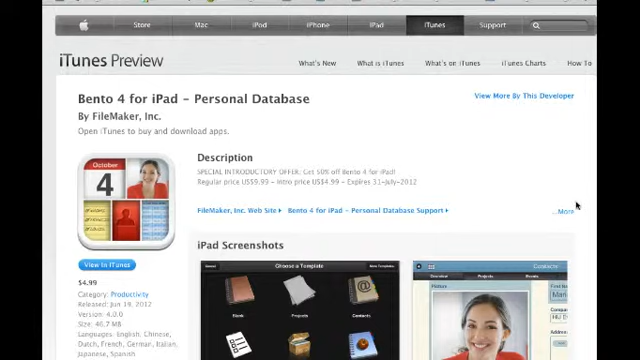 Store Mac iPod iPhone iPad iTunes Support
iTunes Preview
What's New What is iTunes What's on iTunes iTunes Charts How To
Bento 4 for iPad - Personal Database
View More By This Developer
By FileMaker, Inc.
Open iTunes to buy and download apps.
October
4
Description
SPECIAL INTRODUCTORY OFFER: Get 50% off Bento 4 for iPad!
Regular price US$9.99 - Intro price US$4.99 - Expires 31-July-2012
FileMaker, Inc. Web Site Bento 4 for iPad - Personal Database Support
...More
iPad Screenshots
View In iTunes
$4.99
Category: Productivity
Released: Jun 19, 2012
Version: 4.0.0
Size: 46.7 MB
Languages: English, Chinese,
Dutch, French, German, Italian,
Japanese, Spanish
Choose a Template
Blank Projects Contacts
Contacts